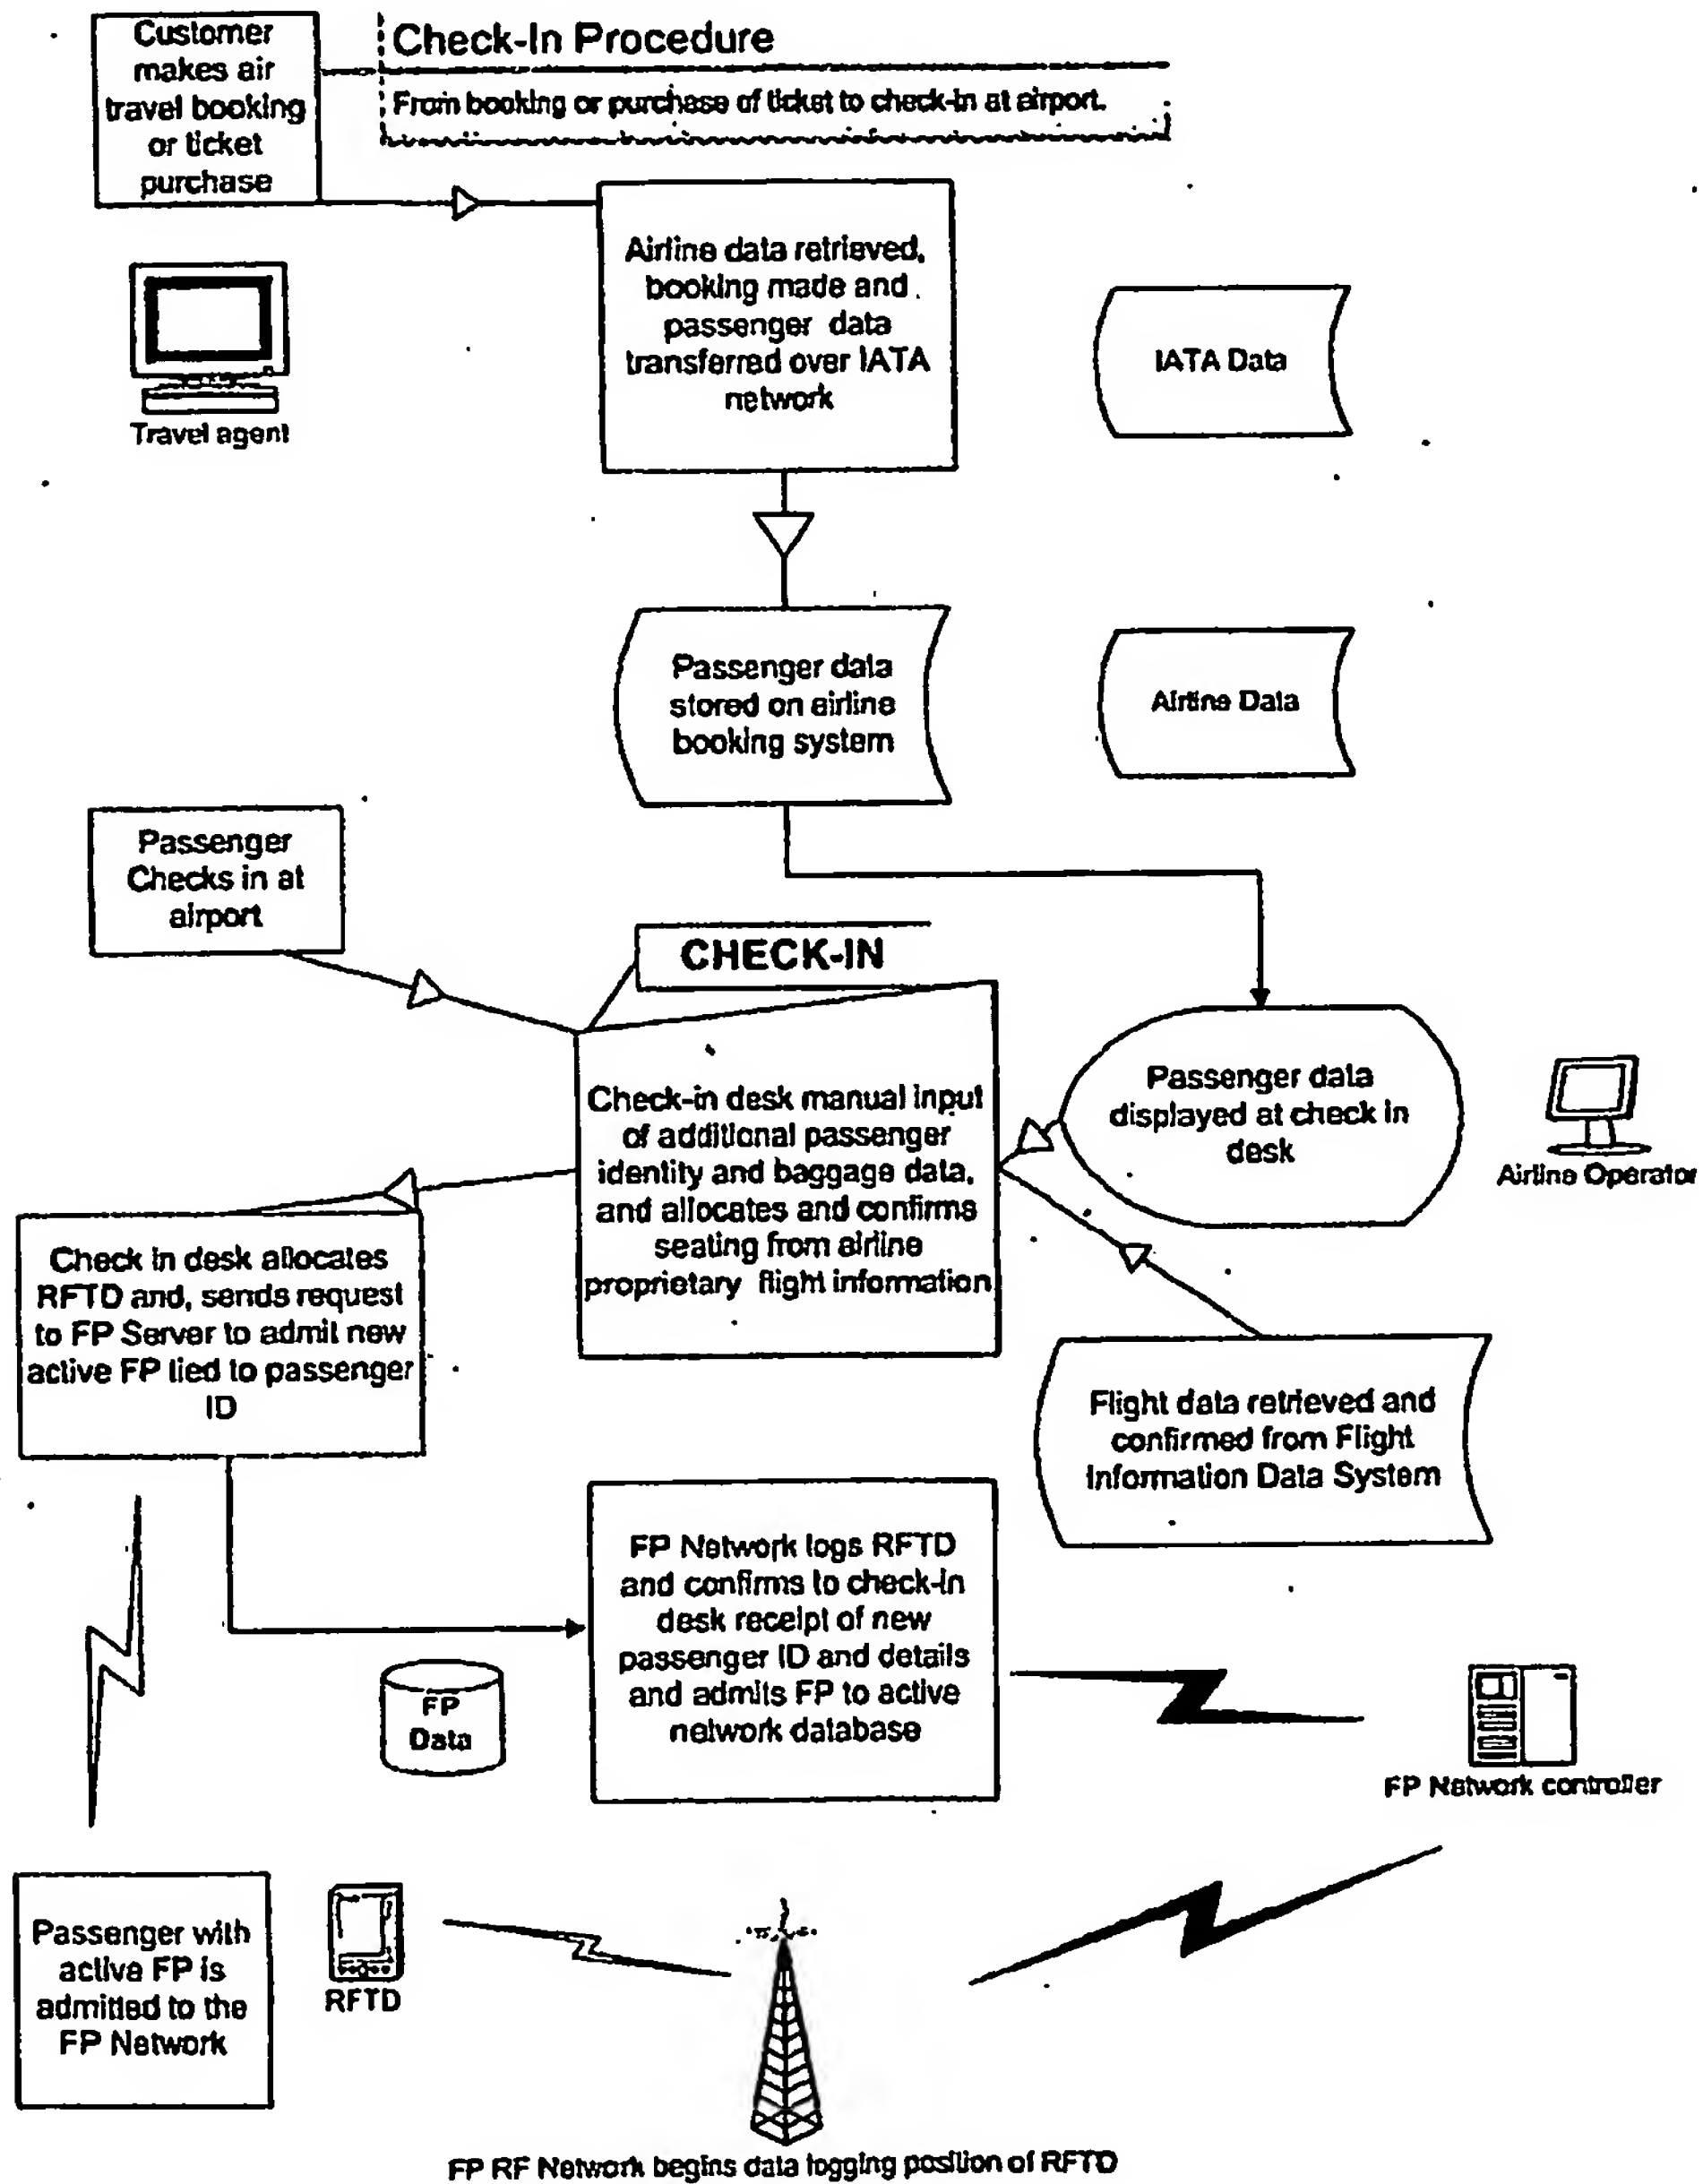 Customer
makes air
travel booking
or ticket
purchase
Check-In Procedure
From booking or purchase of ticket to check-in at airport.
Airline data retrieved,
booking made and
passenger data
transferred over IATA
network
IATA Data
Travel agent
Passenger data
stored on airline
booking system
Airline Data
Passenger
Checks in at
airport
CHECK-IN
Check-in desk manual input
of additional passenger
identity and baggage data,
and allocates and confirms
seating from airline
proprietary flight information
Passenger data
displayed at check in
desk
Airline Operator
Check in desk allocates
RFTD and, sends request
to FP Server to admit new
active FP tied to passenger
ID
Flight data retrieved and
confirmed from Flight
Information Data System
FP Network logs RFTD
and confirms to check-in
desk receipt of new
passenger ID and details
and admits FP to active
network database
FP
Data
FP Network controller
Passenger with
active FP is
admitted to the
FP Network
RFTD
FP RF Network begins data logging position of RFTD